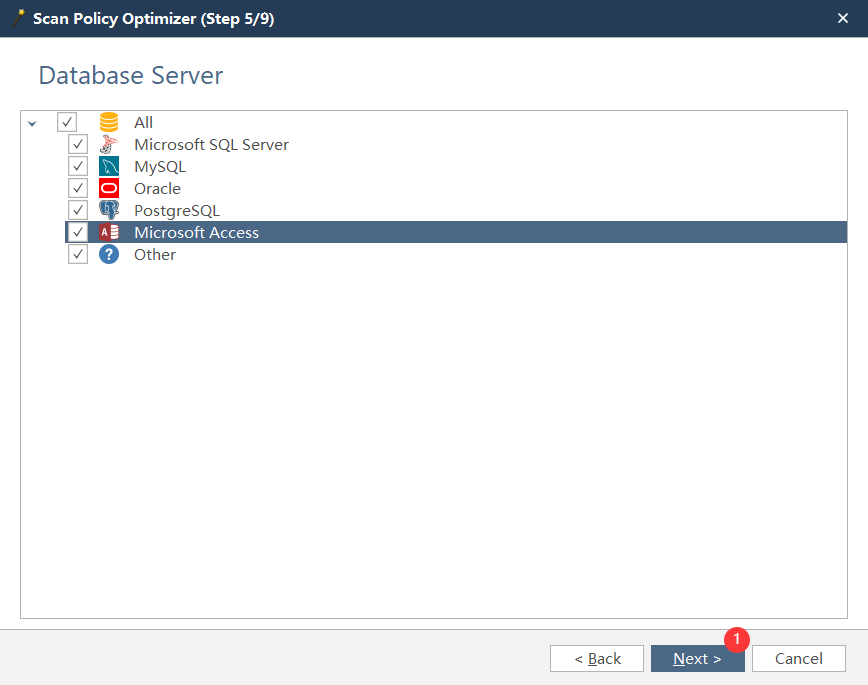 Scan Policy Optimizer (Step 5/9)
Database Server
All
Microsoft SQL Server
MySQL
Oracle
PostgreSQL
A Microsoft Access
? Other
1
< Back Next > Cancel